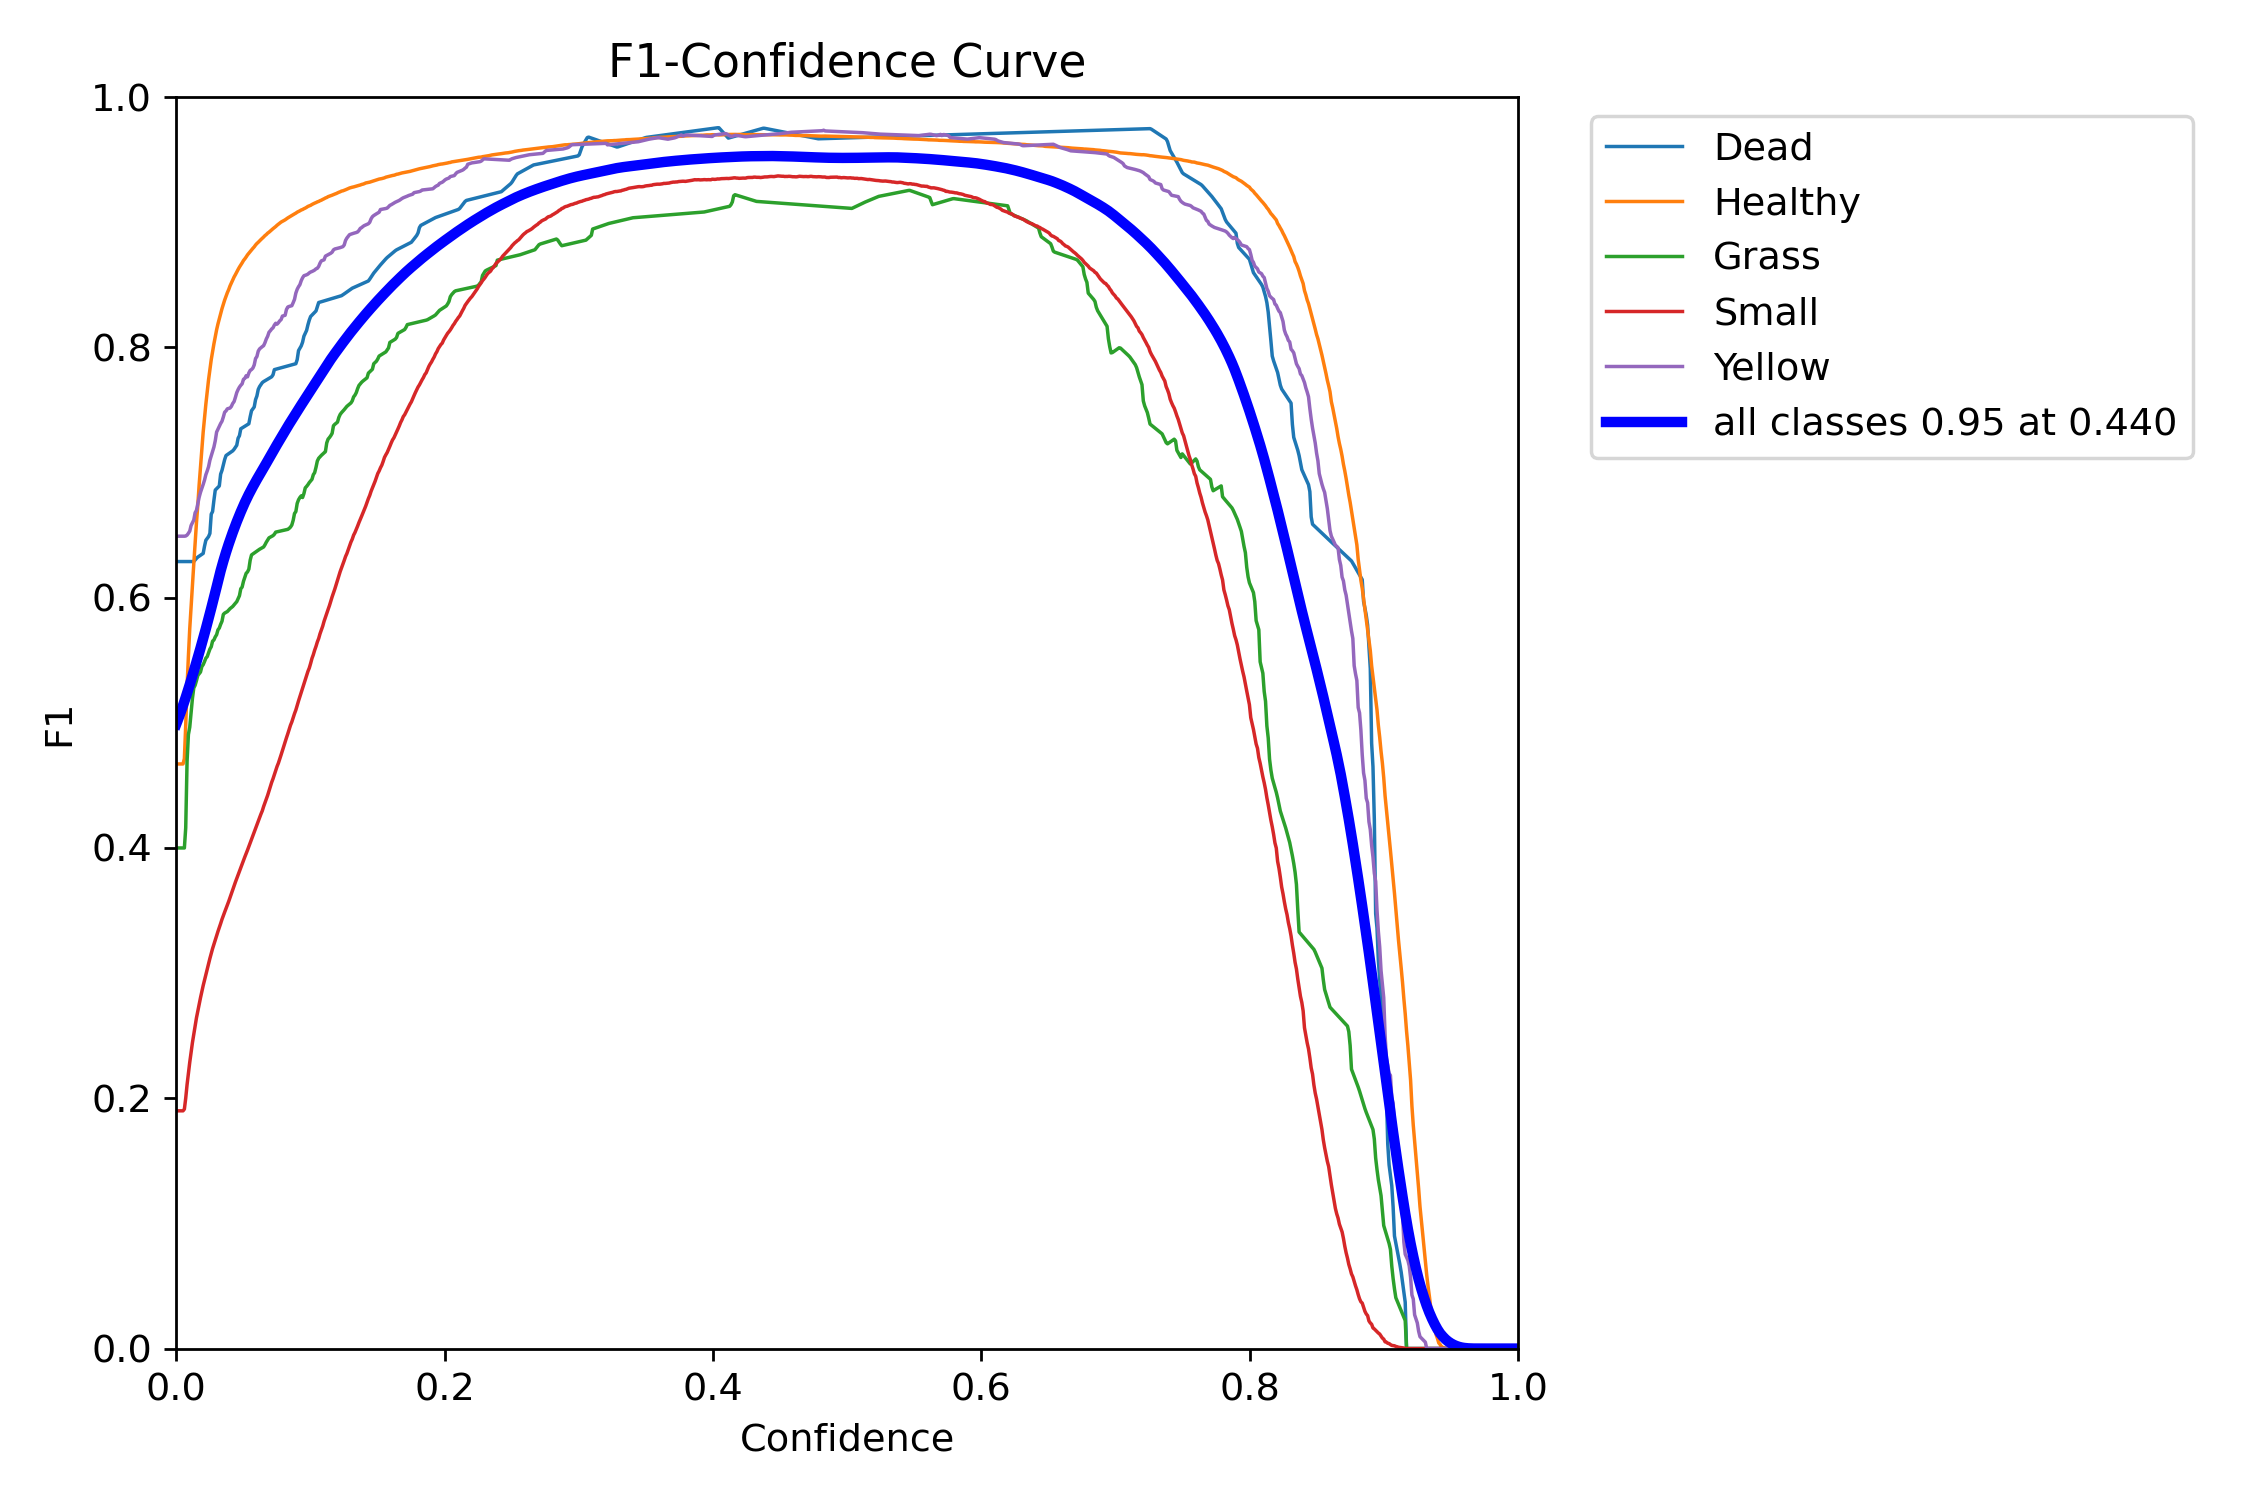 F1-Confidence Curve
1.0
0.8
0.6
0.4
0.2
0.0
F1
0.0 0.2 0.4 0.6 0.8 1.0
Confidence
Dead
Healthy
Grass
Small
Yellow
all classes 0.95 at 0.440